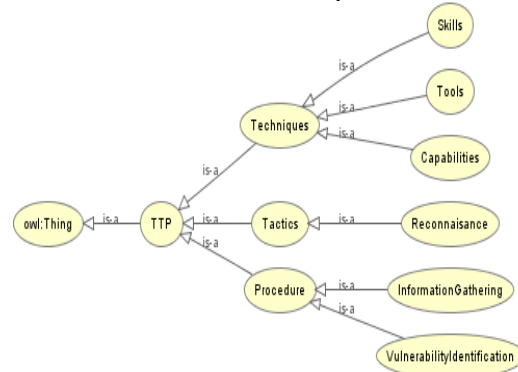 Skills
is-a
Tools
is-a
Techniques
is-a
Capabilities
is-a
owl:Thing
is-a
TTP
is-a
Tactics
is-a
Reconnaisance
is-a
Procedure
is-a
InformationGathering
is-a
VulnerabilityIdentification